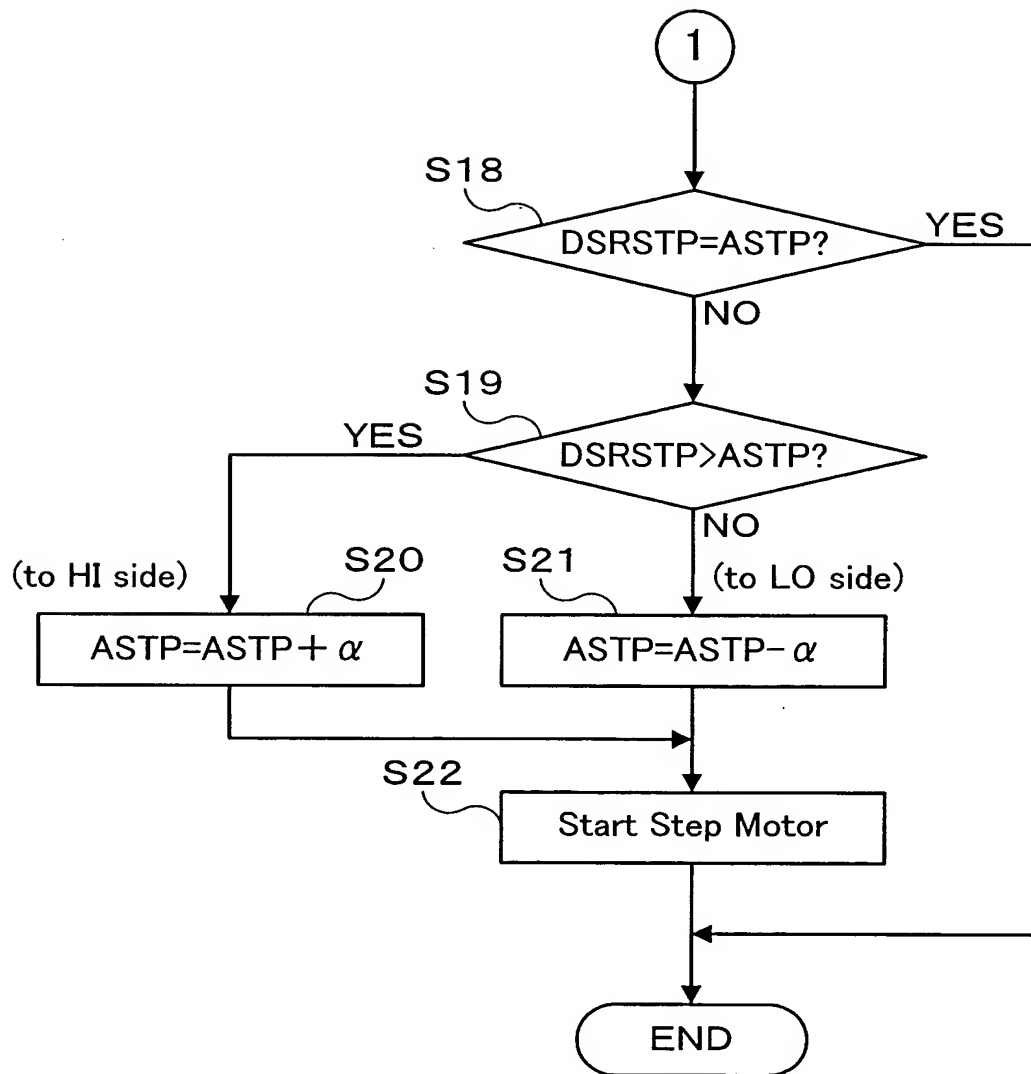 1
S18
DSRSTP=ASTP?
YES
NO
S19
YES
DSRSTP>ASTP?
NO
(to HI side)
S20
S21
(to LO side)
ASTP=ASTP+α
ASTP=ASTP-α
S22
Start Step Motor
END